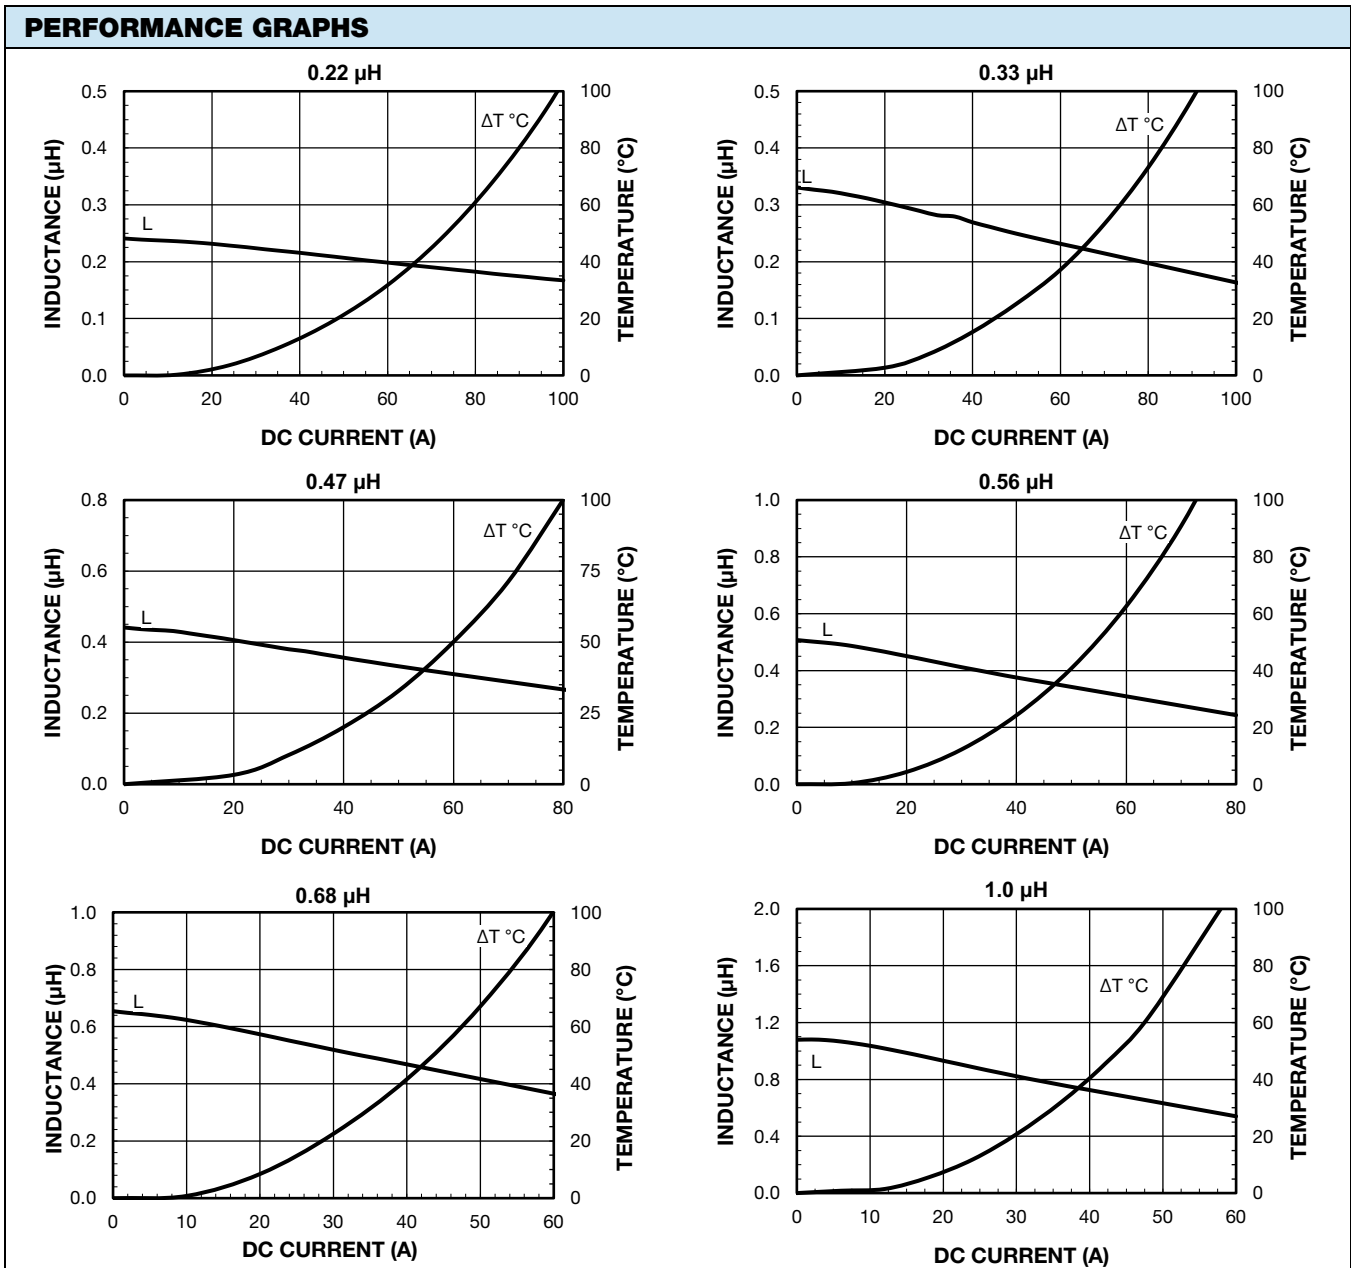 PERFORMANCE GRAPHS
0.22 µH
INDUCTANCE (µH)
0.5
0.4
0.3
0.2
0.1
0.0
L
ΔT °C
100
80
60
40
20
0
TEMPERATURE (°C)
0 20 40 60 80 100
DC CURRENT (A)
0.33 µH
INDUCTANCE (µH)
0.5
0.4
0.3
0.2
0.1
0.0
L
ΔT °C
100
80
60
40
20
0
TEMPERATURE (°C)
0 20 40 60 80 100
DC CURRENT (A)
0.47 µH
INDUCTANCE (µH)
0.8
0.6
0.4
0.2
0.0
L
ΔT °C
100
75
50
25
0
TEMPERATURE (°C)
0 20 40 60 80
DC CURRENT (A)
0.56 µH
INDUCTANCE (µH)
1.0
0.8
0.6
0.4
0.2
0.0
L
ΔT °C
100
80
60
40
20
0
TEMPERATURE (°C)
0 20 40 60 80
DC CURRENT (A)
0.68 µH
INDUCTANCE (µH)
1.0
0.8
0.6
0.4
0.2
0.0
L
ΔT °C
100
80
60
40
20
0
TEMPERATURE (°C)
0 10 20 30 40 50 60
DC CURRENT (A)
1.0 µH
INDUCTANCE (µH)
2.0
1.6
1.2
0.8
0.4
0.0
L
ΔT °C
100
80
60
40
20
0
TEMPERATURE (°C)
0 10 20 30 40 50 60
DC CURRENT (A)